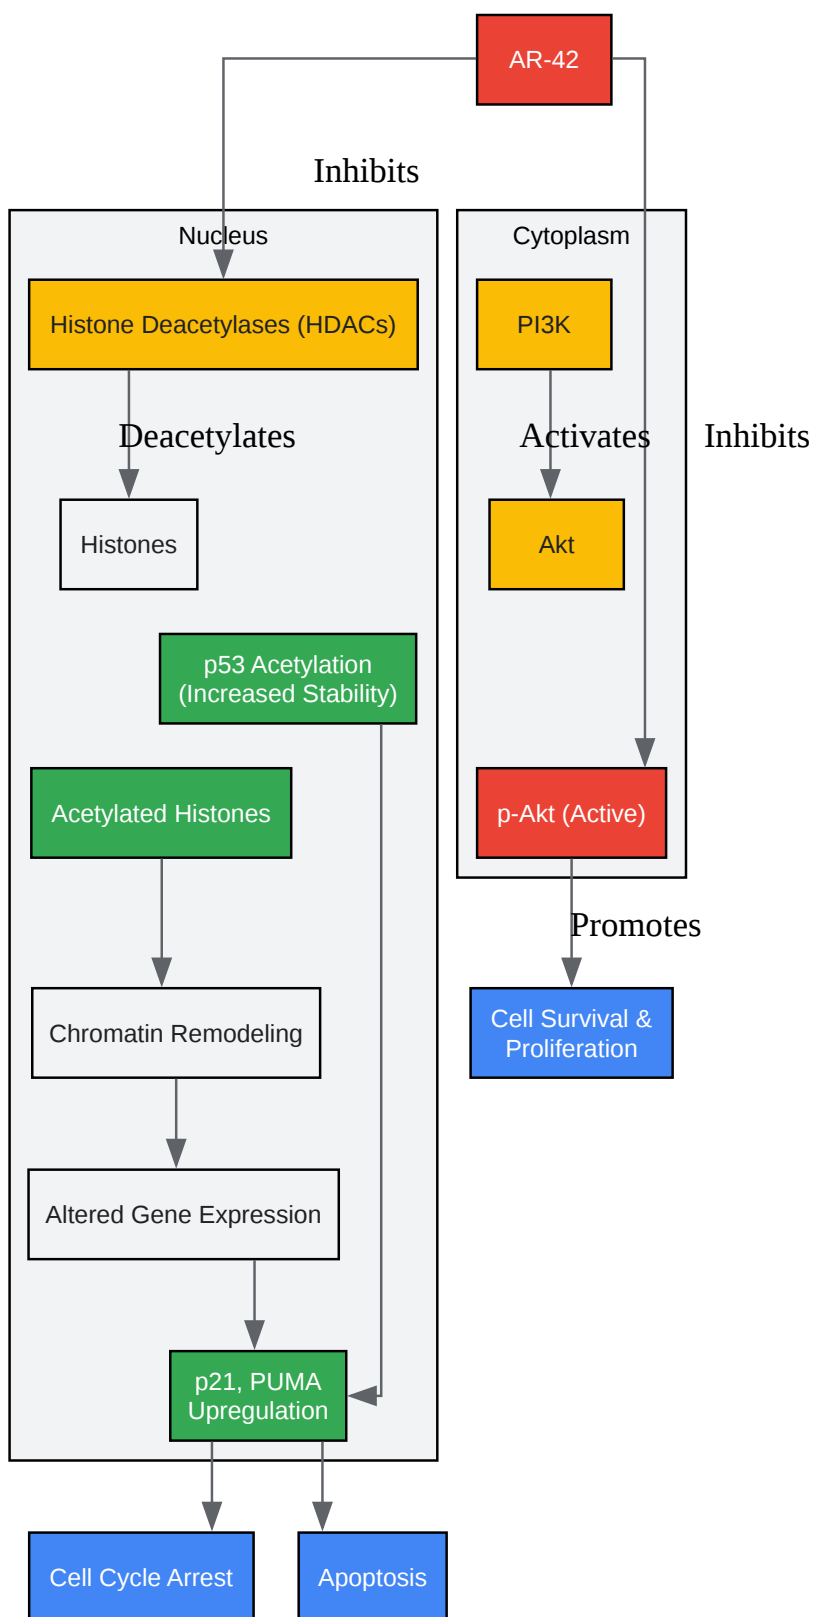 AR-42
Inhibits
Nucleus
Cytoplasm
Histone Deacetylases (HDACs)
PI3K
Deacetylates
Activates
Inhibits
Histones
Akt
p53 Acetylation
(Increased Stability)
Acetylated Histones
p-Akt (Active)
Promotes
Chromatin Remodeling
Cell Survival &
Proliferation
Altered Gene Expression
p21, PUMA
Upregulation
Cell Cycle Arrest
Apoptosis